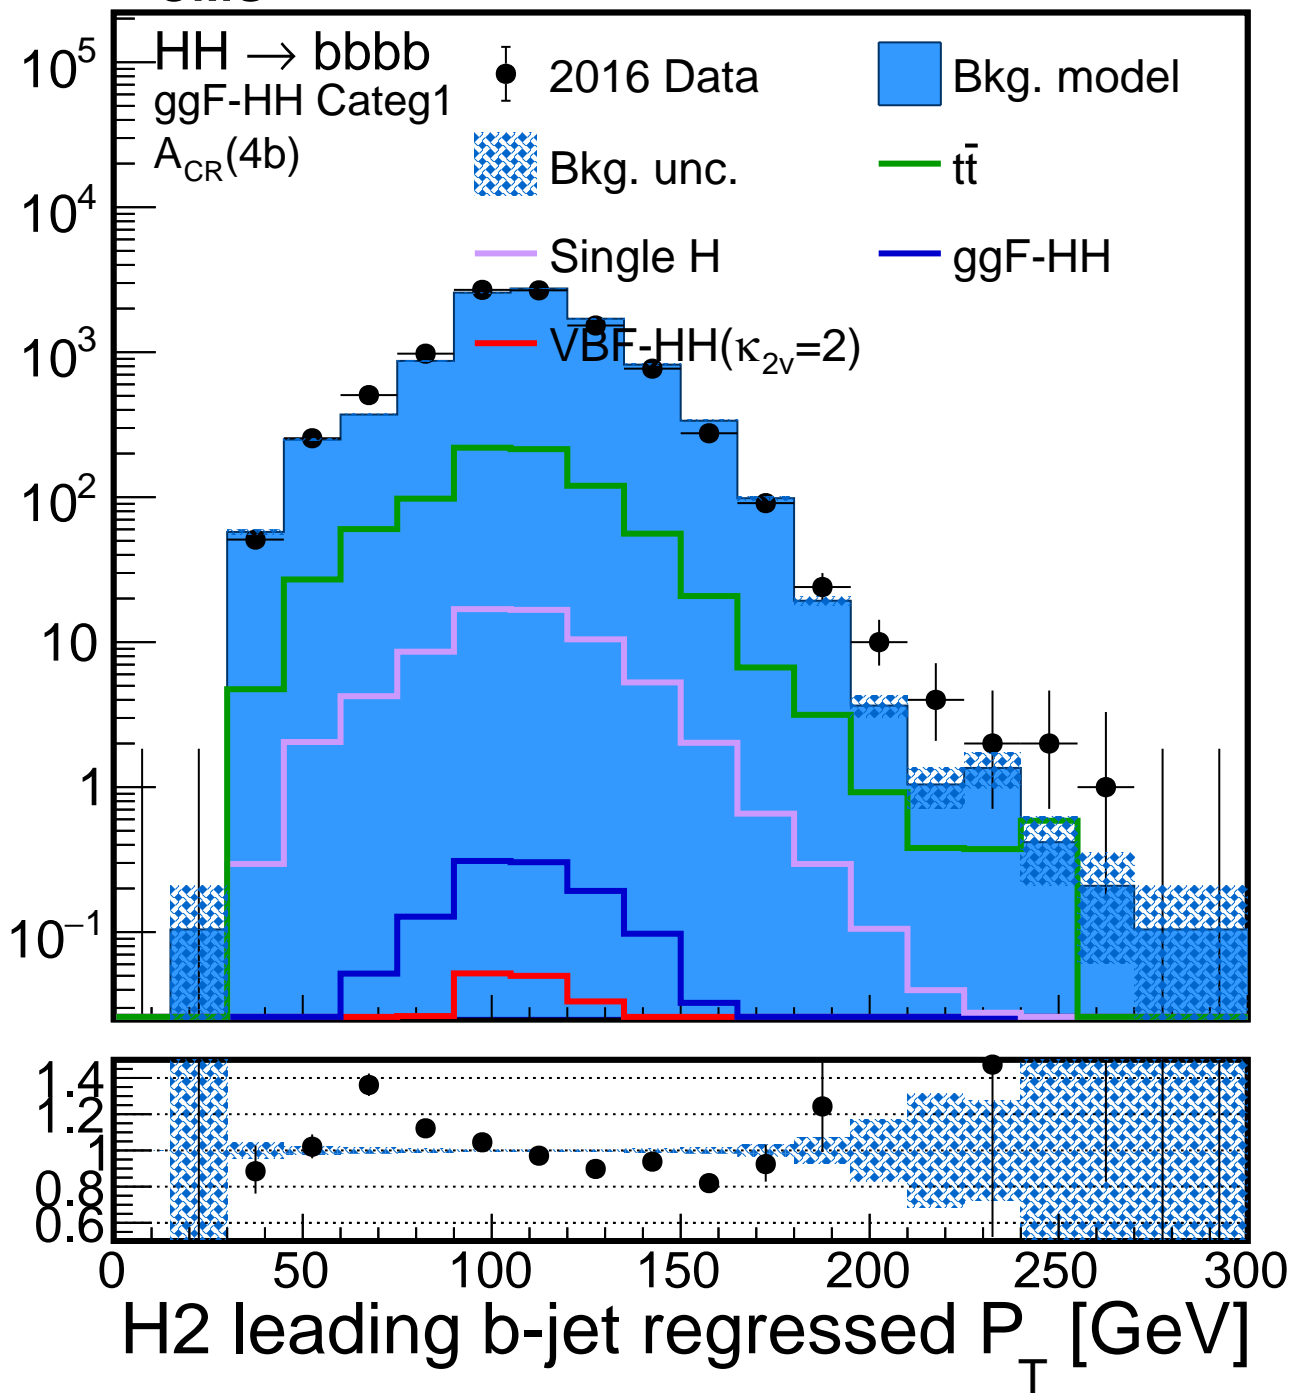 HH → bbbb
ggF-HH Categ1
A_CR(4b)
2016 Data
Bkg. model
Bkg. unc.
tt̄
Single H
ggF-HH
VBF-HH(κ_2v=2)
10^5
10^4
10^3
10^2
10
1
10^−1
1.4
1.2
1
0.8
0.6
0 50 100 150 200 250 300
H2 leading b-jet regressed P_T [GeV]